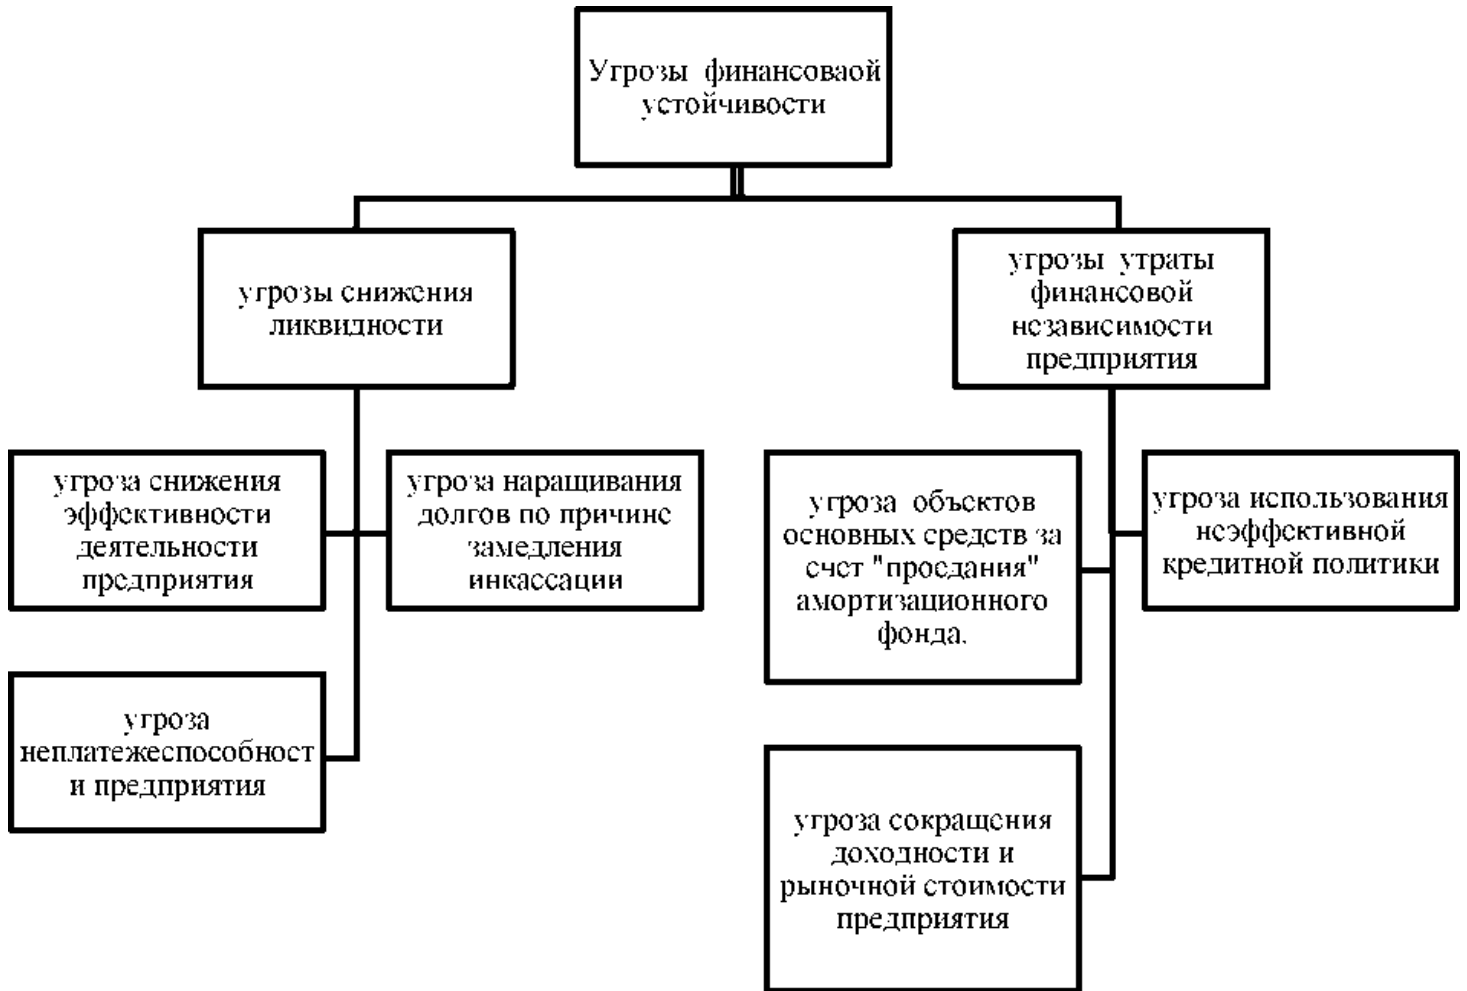 Угрозы финансоваой
устойчивости
угрозы снижения
ликвидности
угрозы утраты
финансовой
независимости
предприятия
угроза снижения
эффективности
деятельности
предприятия
угроза наращивания
долгов по причине
замедления
инкассации
угроза объектов
основных средств за
счет "проедания"
амортизационного
фонда.
угроза использования
неэффективной
кредитной политики
угроза
неплатежеспособност
и предприятия
угроза сокращения
доходности и
рыночной стоимости
предприятия